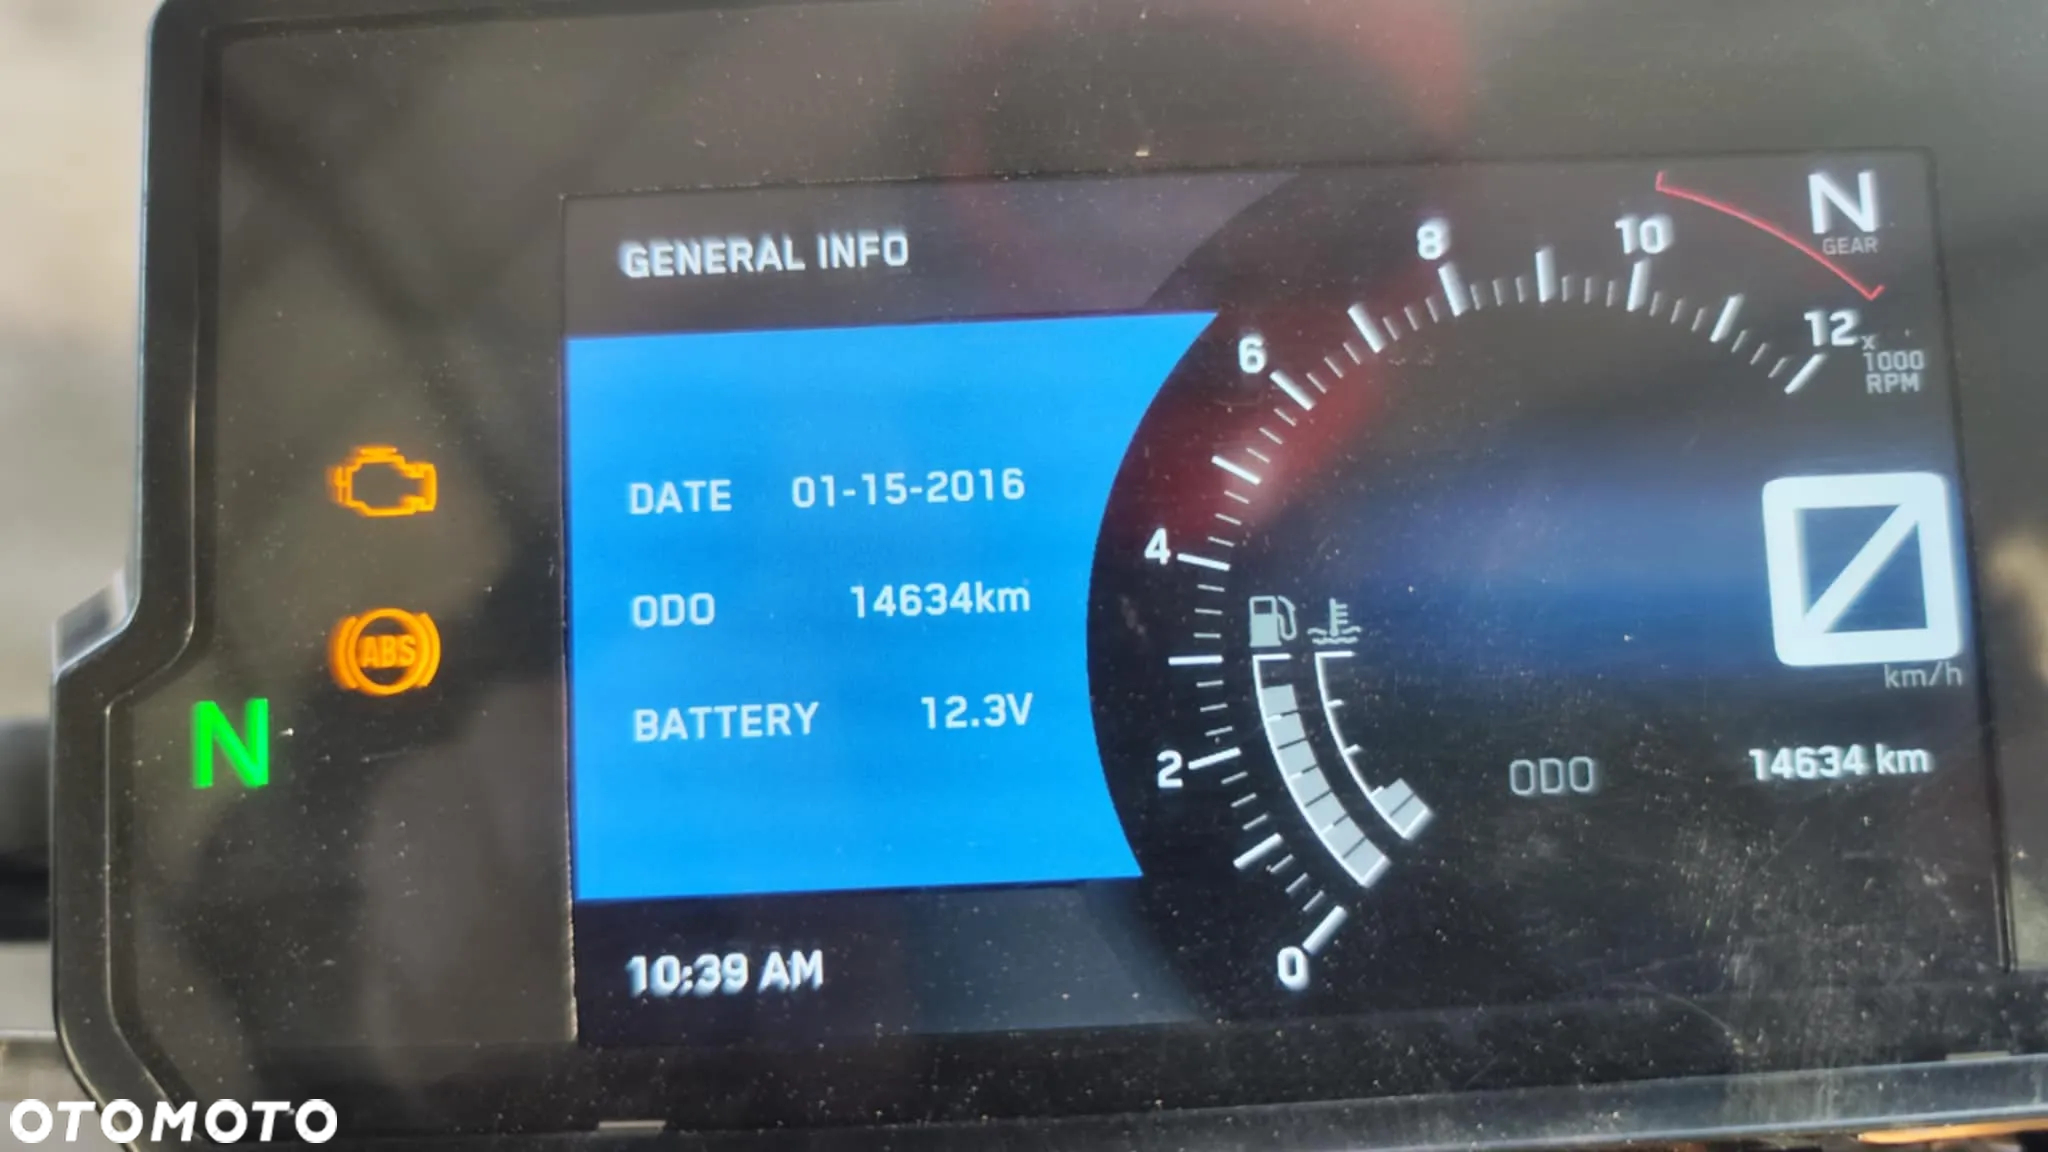 GENERAL INFO
DATE 01-15-2016
ODO 14634km
BATTERY 12.3V
10:39 AM
ABS
N
0
2
4
6
8
10
12
x
1000
RPM
N
GEAR
0
km/h
ODO 14634 km
OTOMOTO